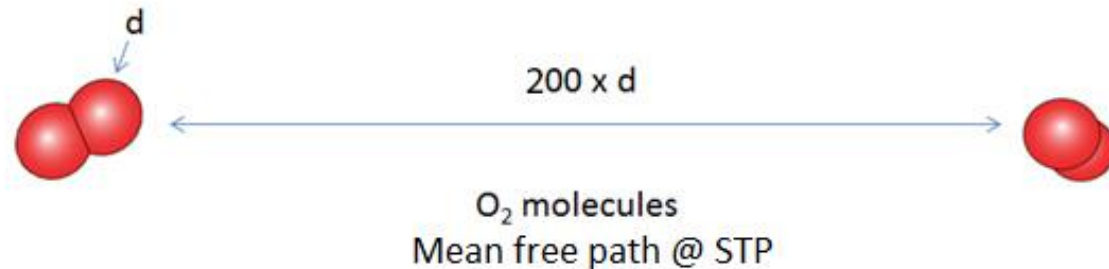 d
200 x d
O₂ molecules
Mean free path @ STP